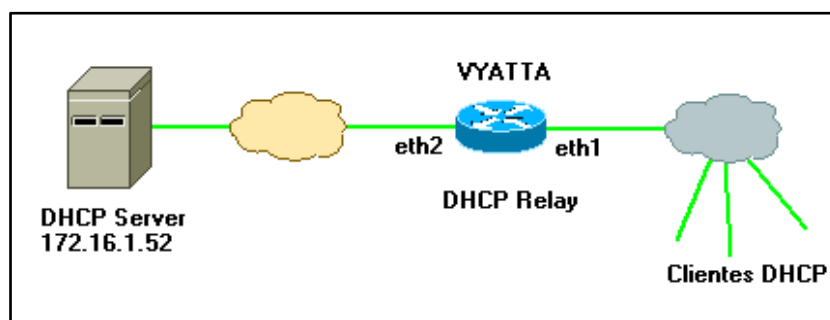 VYATTA
eth2
eth1
DHCP Server
172.16.1.52
DHCP Relay
Clientes DHCP